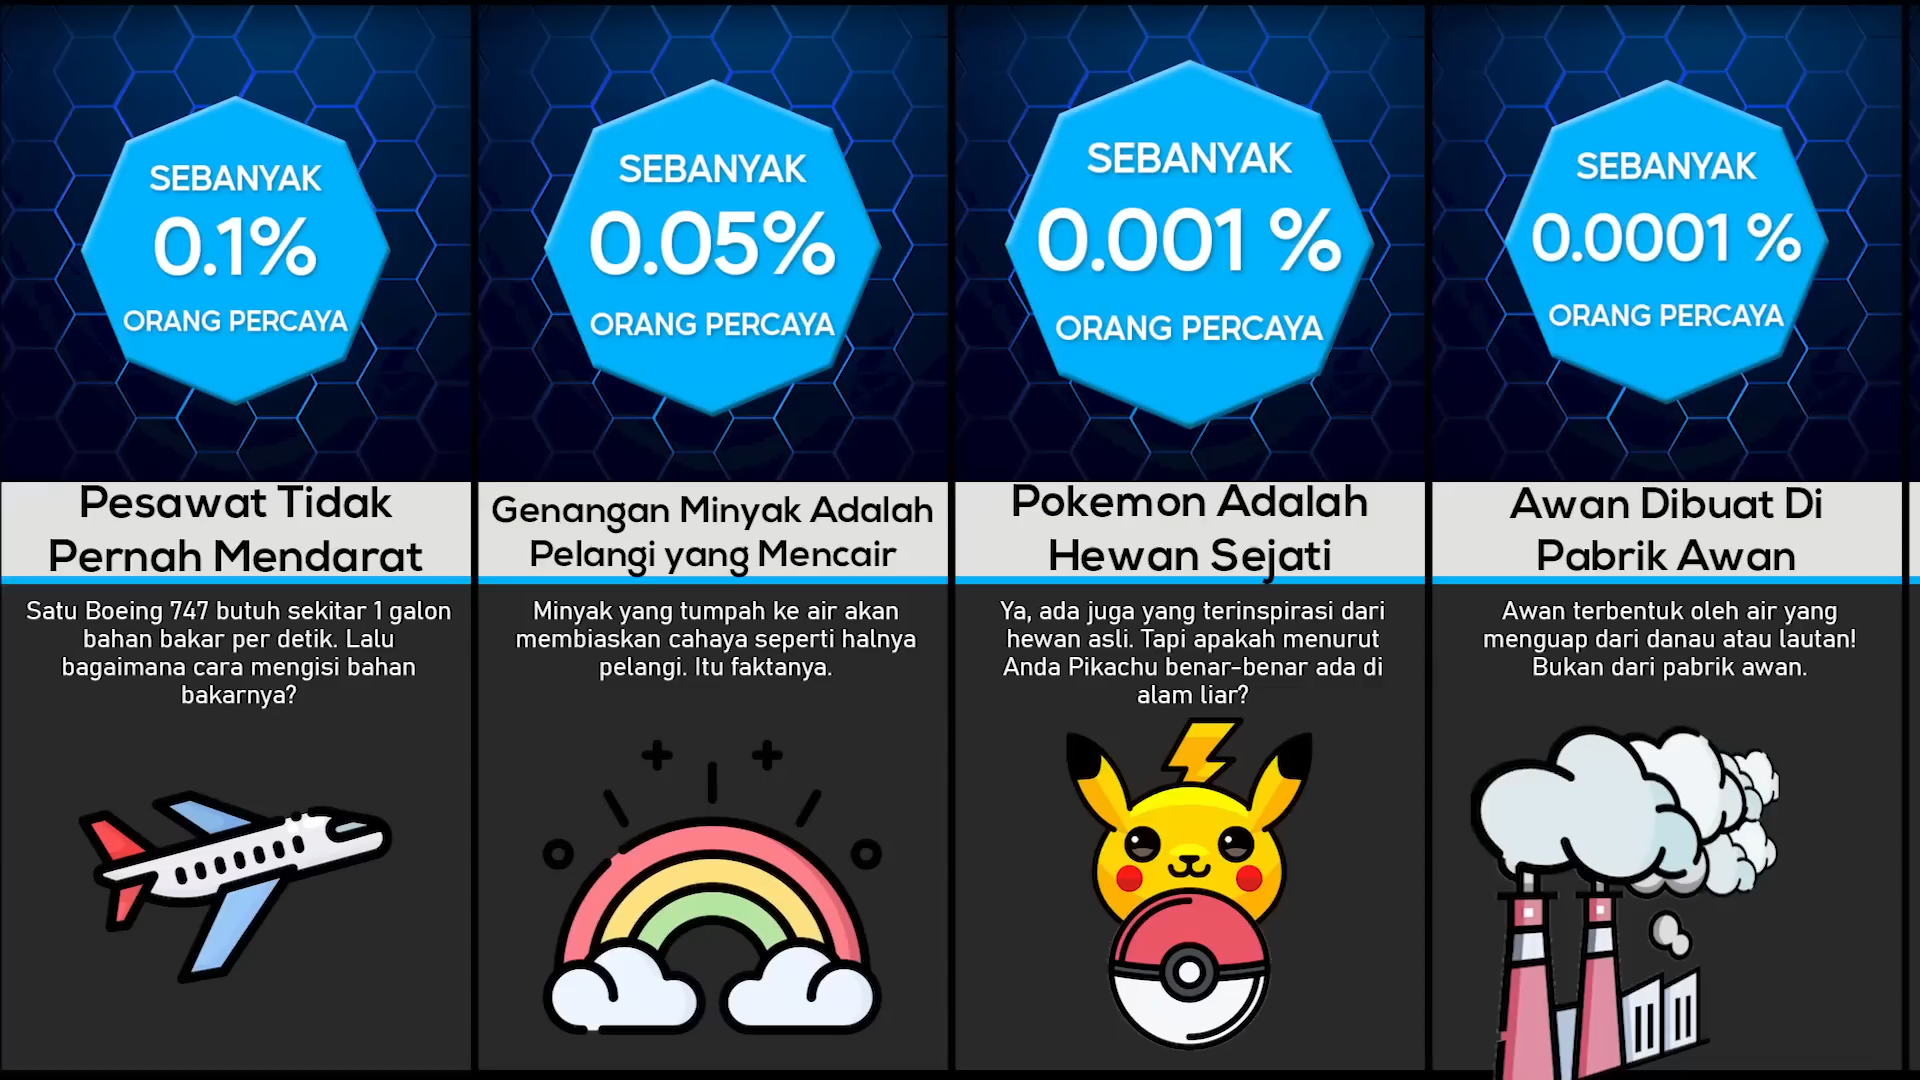 SEBANYAK
0.1%
ORANG PERCAYA
Pesawat Tidak
Pernah Mendarat
Satu Boeing 747 butuh sekitar 1 galon
bahan bakar per detik. Lalu
bagaimana cara mengisi bahan
bakarnya?
SEBANYAK
0.05%
ORANG PERCAYA
Genangan Minyak Adalah
Pelangi yang Mencair
Minyak yang tumpah ke air akan
membiaskan cahaya seperti halnya
pelangi. Itu faktanya.
SEBANYAK
0.001 %
ORANG PERCAYA
Pokemon Adalah
Hewan Sejati
Ya, ada juga yang terinspirasi dari
hewan asli. Tapi apakah menurut
Anda Pikachu benar-benar ada di
alam liar?
SEBANYAK
0.0001 %
ORANG PERCAYA
Awan Dibuat Di
Pabrik Awan
Awan terbentuk oleh air yang
menguap dari danau atau lautan!
Bukan dari pabrik awan.